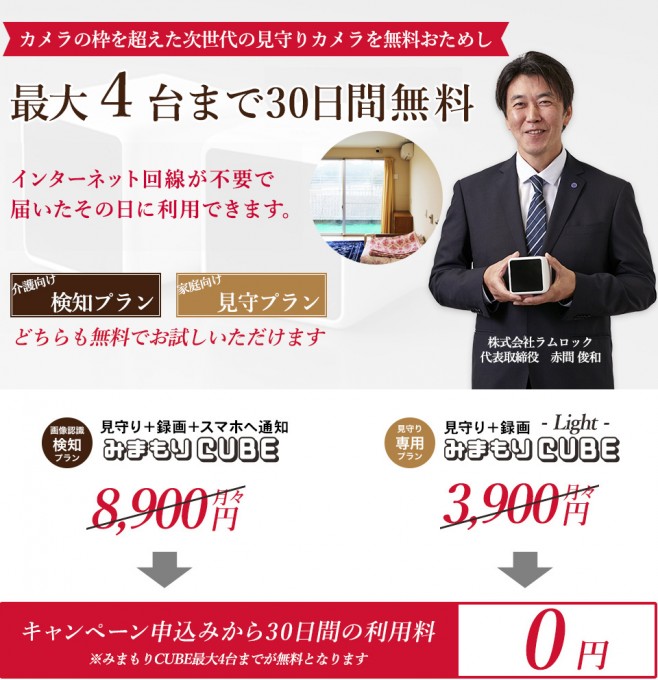 カメラの枠を超えた次世代の見守りカメラを無料おためし
最大4台まで30日間無料
インターネット回線が不要で
届いたその日に利用できます。
介護向け
検知プラン
家庭向け
見守プラン
どちらも無料でお試しいただけます
株式会社ラムロック
代表取締役 赤間 俊和
画像認識
検知
プラン
見守り+録画+スマホへ通知
みまもりCUBE
8,900月々円
見守り
専用
プラン
見守り+録画 - Light -
みまもりCUBE
3,900月々円
キャンペーン申込みから30日間の利用料
※みまもりCUBE最大4台までが無料となります
0円